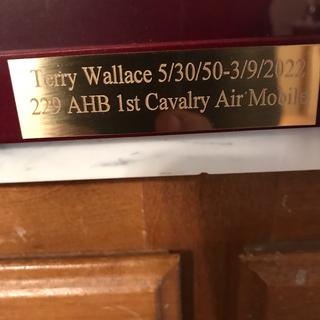 Terry Wallace 5/30/50-3/9/2022
229 AHB 1st Cavalry Air Mobile